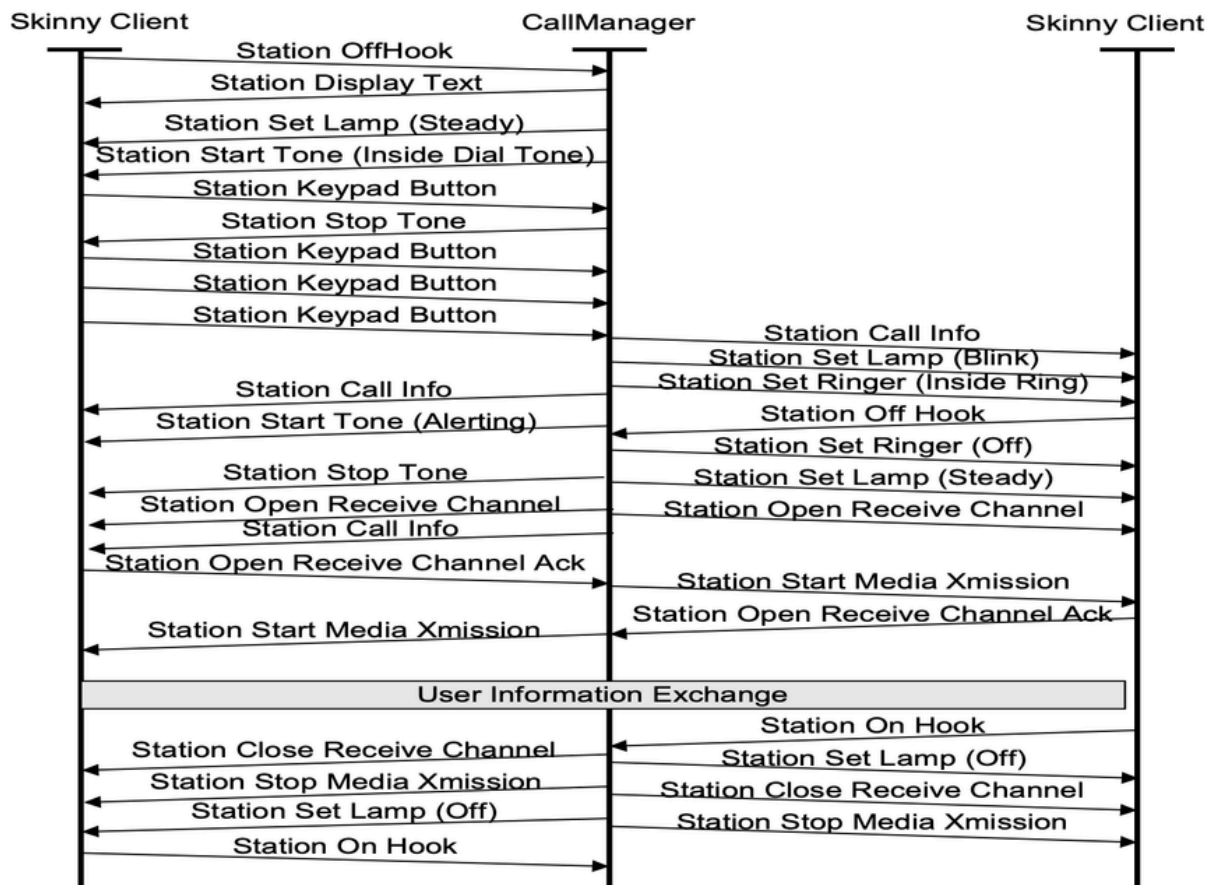 Skinny Client
CallManager
Skinny Client
Station OffHook
Station Display Text
Station Set Lamp (Steady)
Station Start Tone (Inside Dial Tone)
Station Keypad Button
Station Stop Tone
Station Keypad Button
Station Keypad Button
Station Keypad Button
Station Call Info
Station Set Lamp (Blink)
Station Set Ringer (Inside Ring)
Station Call Info
Station Off Hook
Station Start Tone (Alerting)
Station Set Ringer (Off)
Station Stop Tone
Station Set Lamp (Steady)
Station Open Receive Channel
Station Open Receive Channel
Station Call Info
Station Open Receive Channel Ack
Station Start Media Xmission
Station Open Receive Channel Ack
Station Start Media Xmission
User Information Exchange
Station On Hook
Station Close Receive Channel
Station Set Lamp (Off)
Station Stop Media Xmission
Station Close Receive Channel
Station Set Lamp (Off)
Station Stop Media Xmission
Station On Hook